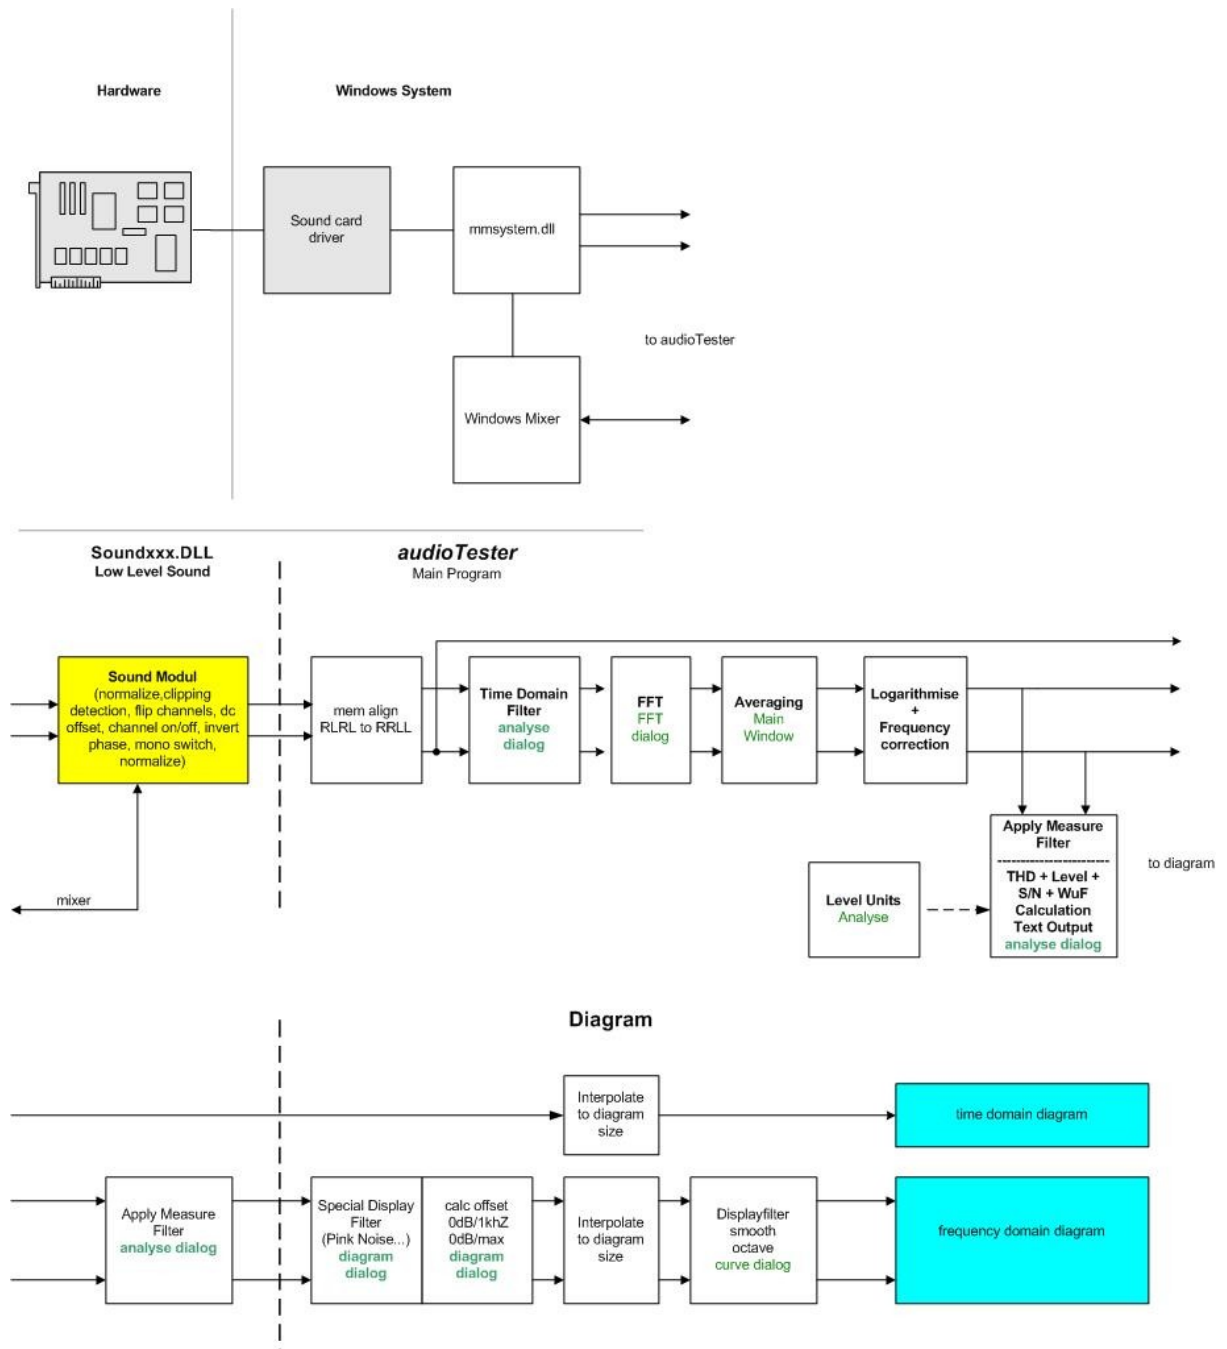 Hardware
Windows System
Sound card
driver
mmsystem.dll
to audioTester
Windows Mixer
Soundxxx.DLL
Low Level Sound
audioTester
Main Program
Sound Modul
(normalize,clipping
detection, flip channels, dc
offset, channel on/off, invert
phase, mono switch,
normalize)
mem align
RLRL to RRLL
Time Domain
Filter
analyse
dialog
FFT
FFT
dialog
Averaging
Main
Window
Logarithmise
+
Frequency
correction
mixer
Level Units
Analyse
Apply Measure
Filter
THD + Level +
S/N + WuF
Calculation
Text Output
analyse dialog
to diagram
Diagram
Interpolate
to diagram
size
time domain diagram
Apply Measure
Filter
analyse dialog
Special Display
Filter
(Pink Noise...)
diagram
dialog
calc offset
0dB/1khZ
0dB/max
diagram
dialog
Interpolate
to diagram
size
Displayfilter
smooth
octave
curve dialog
frequency domain diagram